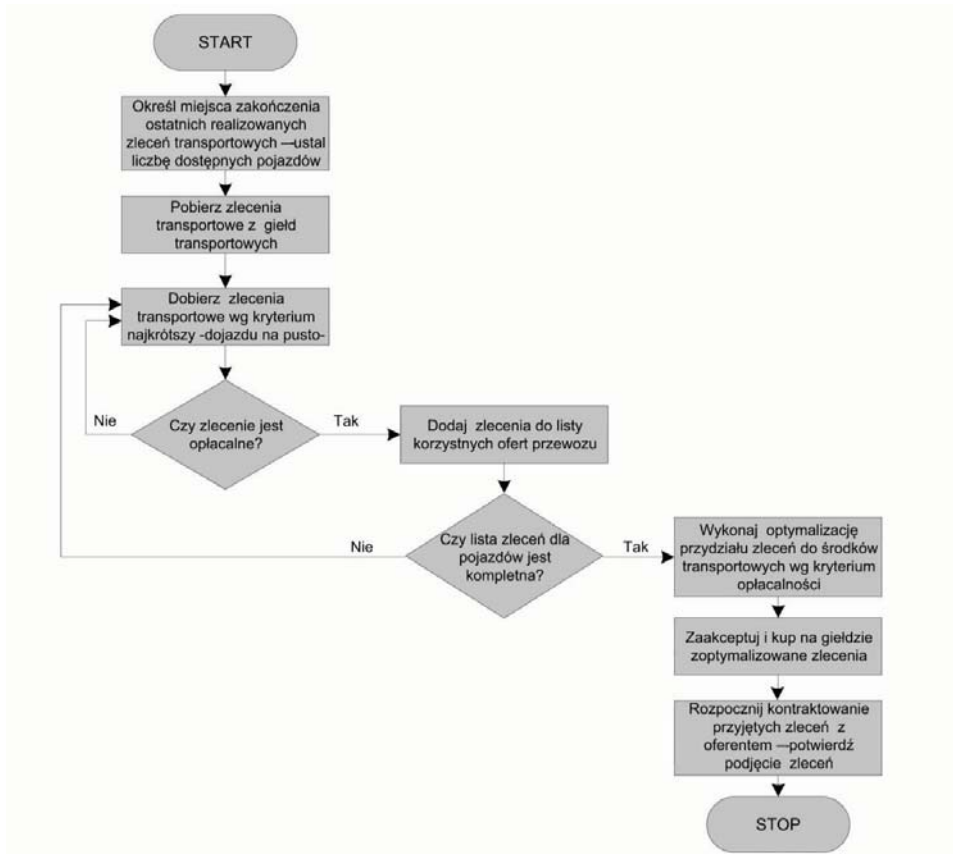 START
Określ miejsca zakończenia
ostatnich realizowanych
zleceń transportowych —ustal
liczbę dostępnych pojazdów
Pobierz zlecenia
transportowe z giełd
transportowych
Dobierz zlecenia
transportowe wg kryterium
najkrótszy -dojazdu na pusto-
Nie
Czy zlecenie jest
opłacalne?
Tak
Dodaj zlecenia do listy
korzystnych ofert przewozu
Nie
Czy lista zleceń dla
pojazdów jest
kompletna?
Tak
Wykonaj optymalizację
przydziału zleceń do środków
transportowych wg kryterium
opłacalności
Zaakceptuj i kup na giełdzie
zoptymalizowane zlecenia
Rozpocznij kontraktowanie
przyjętych zleceń z
oferentem —potwierdź
podjęcie zleceń
STOP